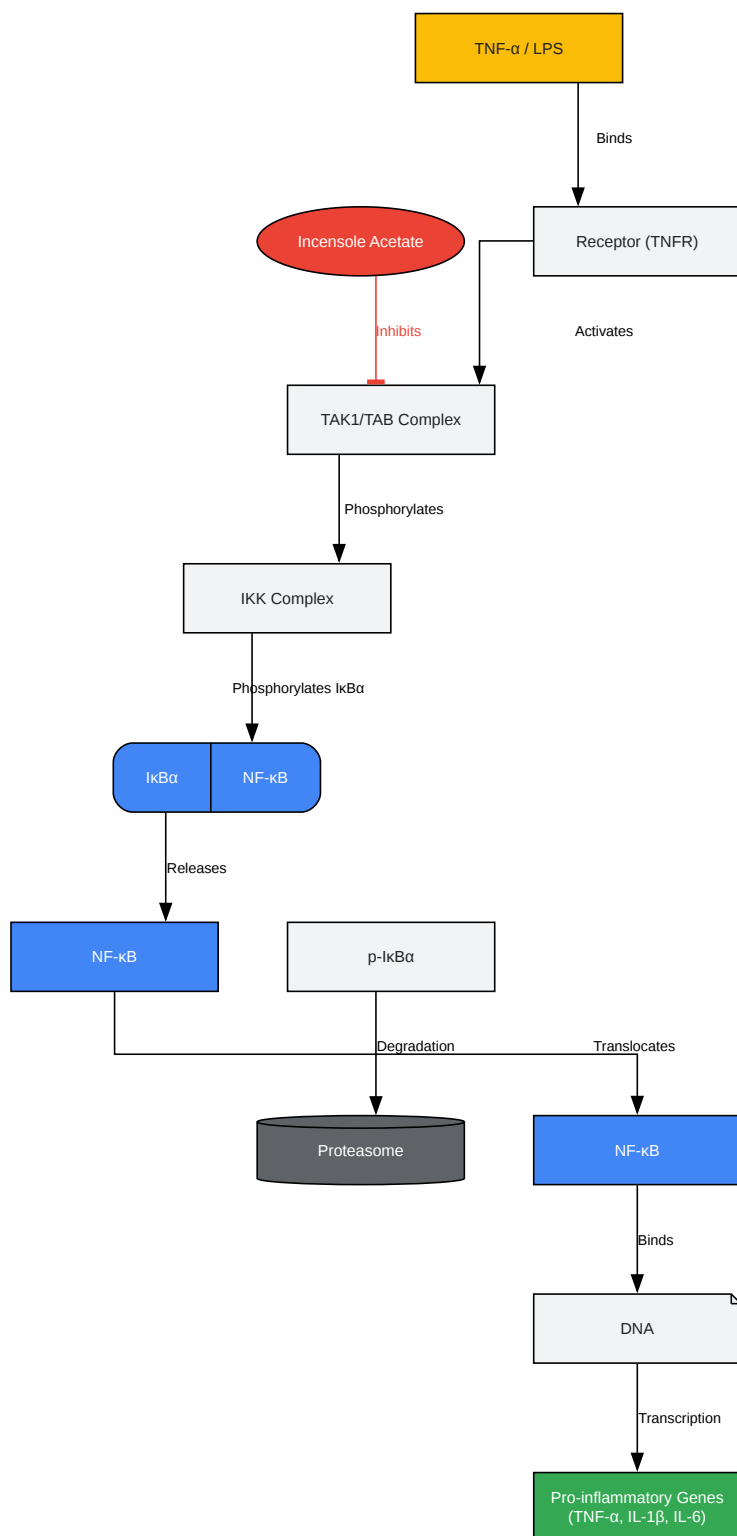 TNF-α / LPS
Binds
Incensole Acetate
Receptor (TNFR)
Inhibits
Activates
TAK1/TAB Complex
Phosphorylates
IKK Complex
Phosphorylates IκBα
IκBα
NF-κB
Releases
NF-κB
p-IκBα
Degradation
Translocates
Proteasome
NF-κB
Binds
DNA
Transcription
Pro-inflammatory Genes
(TNF-α, IL-1β, IL-6)